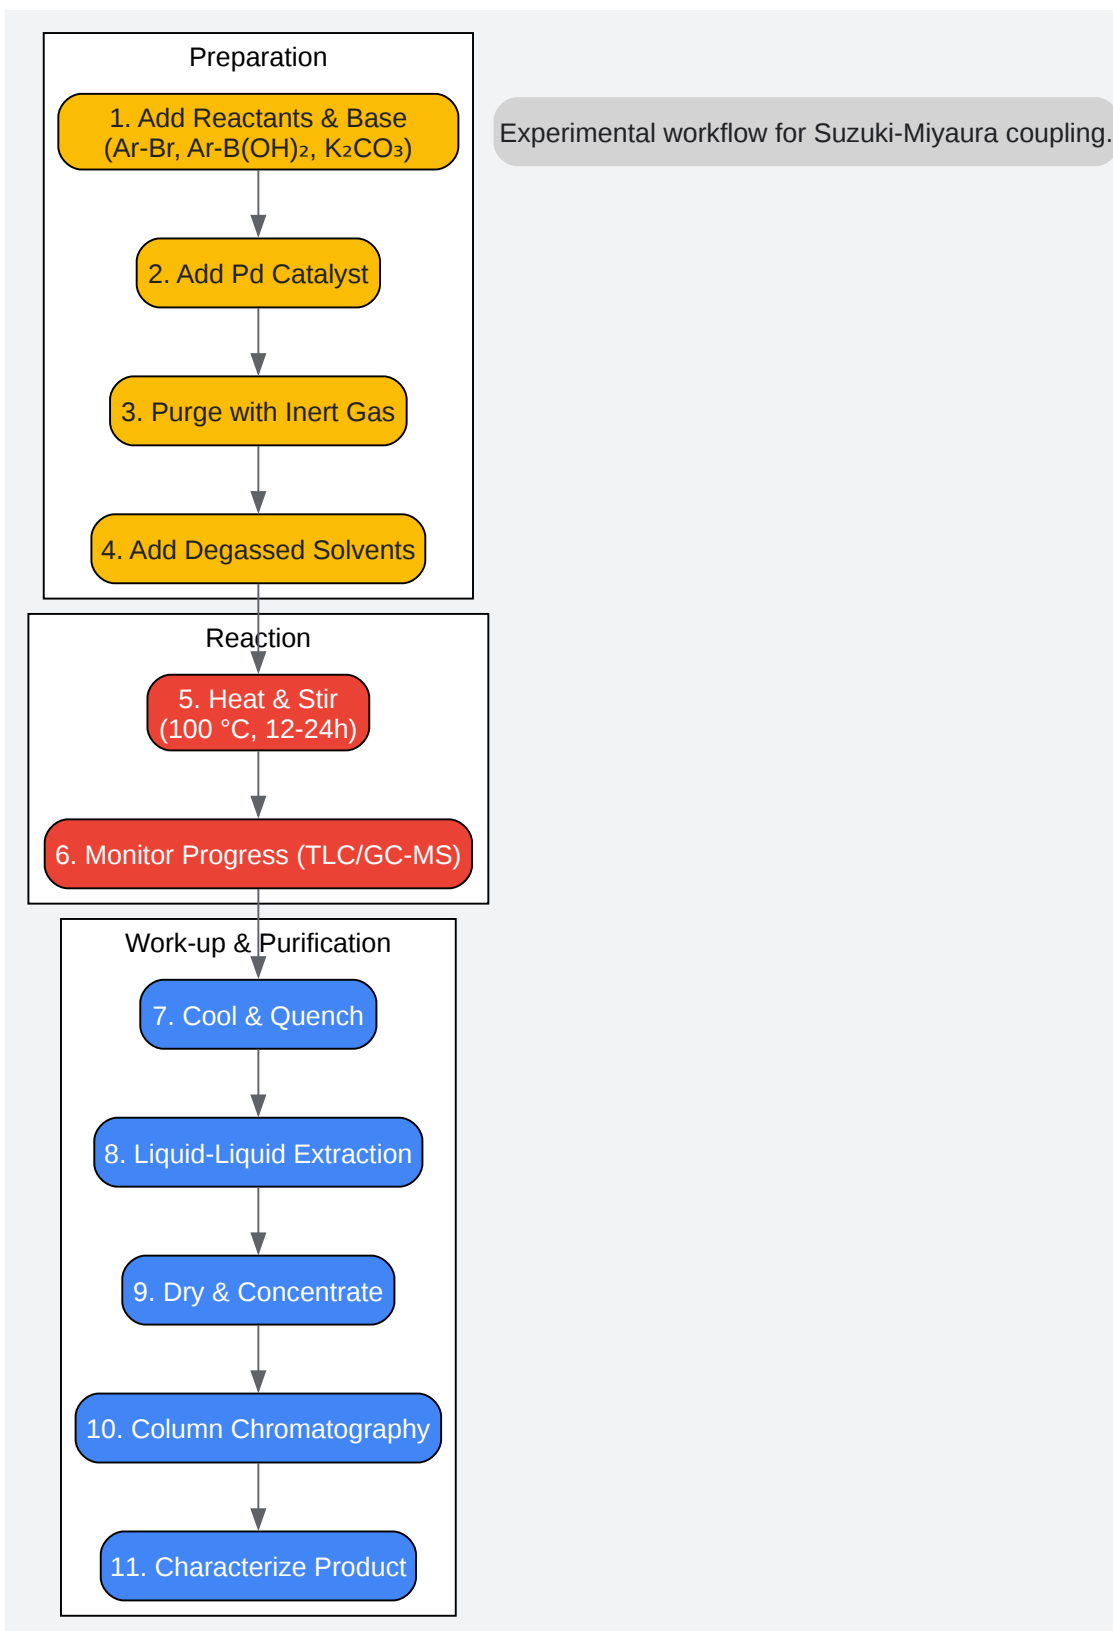 Preparation
1. Add Reactants & Base
(Ar-Br, Ar-B(OH)₂, K₂CO₃)
Experimental workflow for Suzuki-Miyaura coupling.
2. Add Pd Catalyst
3. Purge with Inert Gas
4. Add Degassed Solvents
Reaction
5. Heat & Stir
(100 °C, 12-24h)
6. Monitor Progress (TLC/GC-MS)
Work-up & Purification
7. Cool & Quench
8. Liquid-Liquid Extraction
9. Dry & Concentrate
10. Column Chromatography
11. Characterize Product